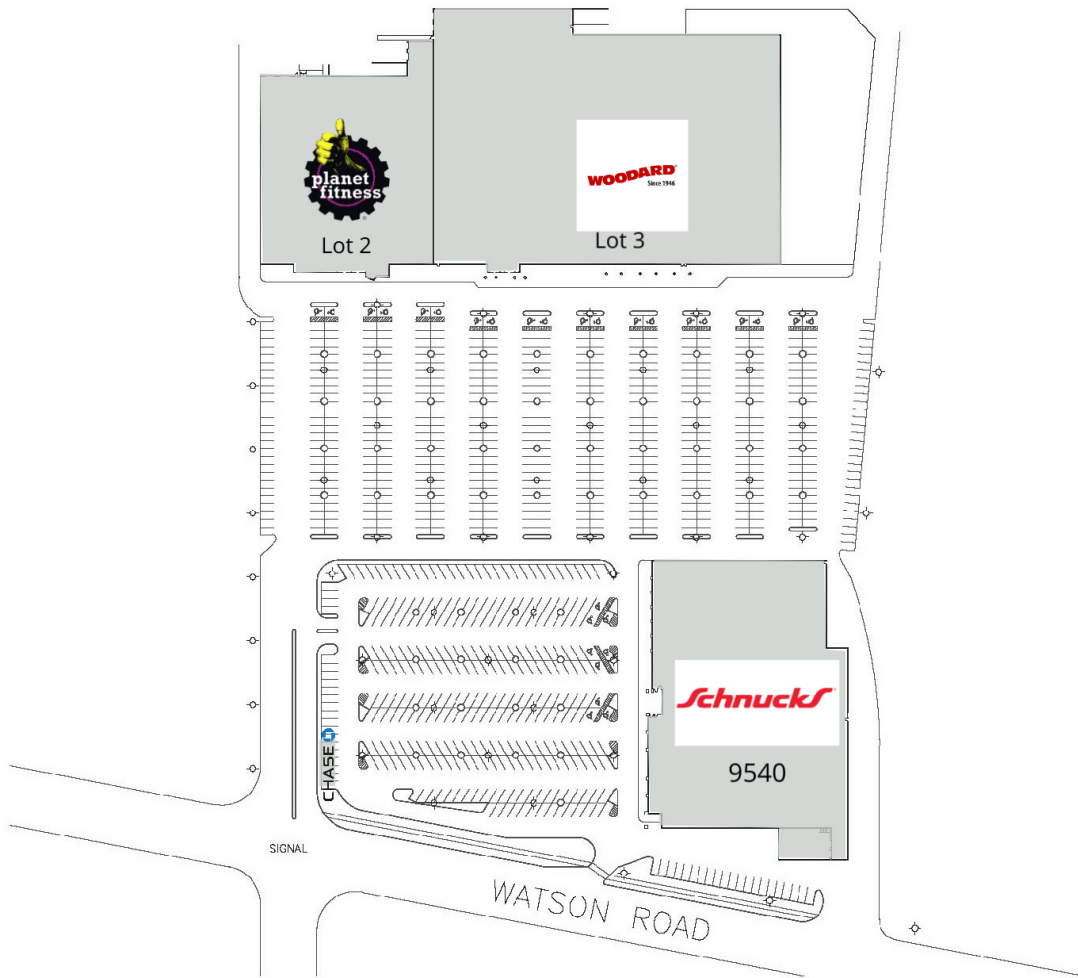 planet
fitness
Lot 2
WOODARD
Since 1946
Lot 3
Schnucks
9540
CHASE
SIGNAL
WATSON ROAD